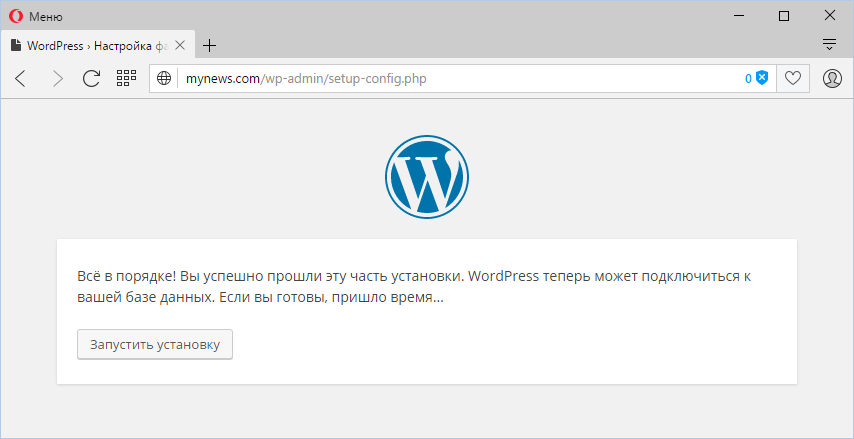 Меню
WordPress › Настройка фа
mynews.com/wp-admin/setup-config.php
0
Всё в порядке! Вы успешно прошли эту часть установки. WordPress теперь может подключиться к
вашей базе данных. Если вы готовы, пришло время…
Запустить установку